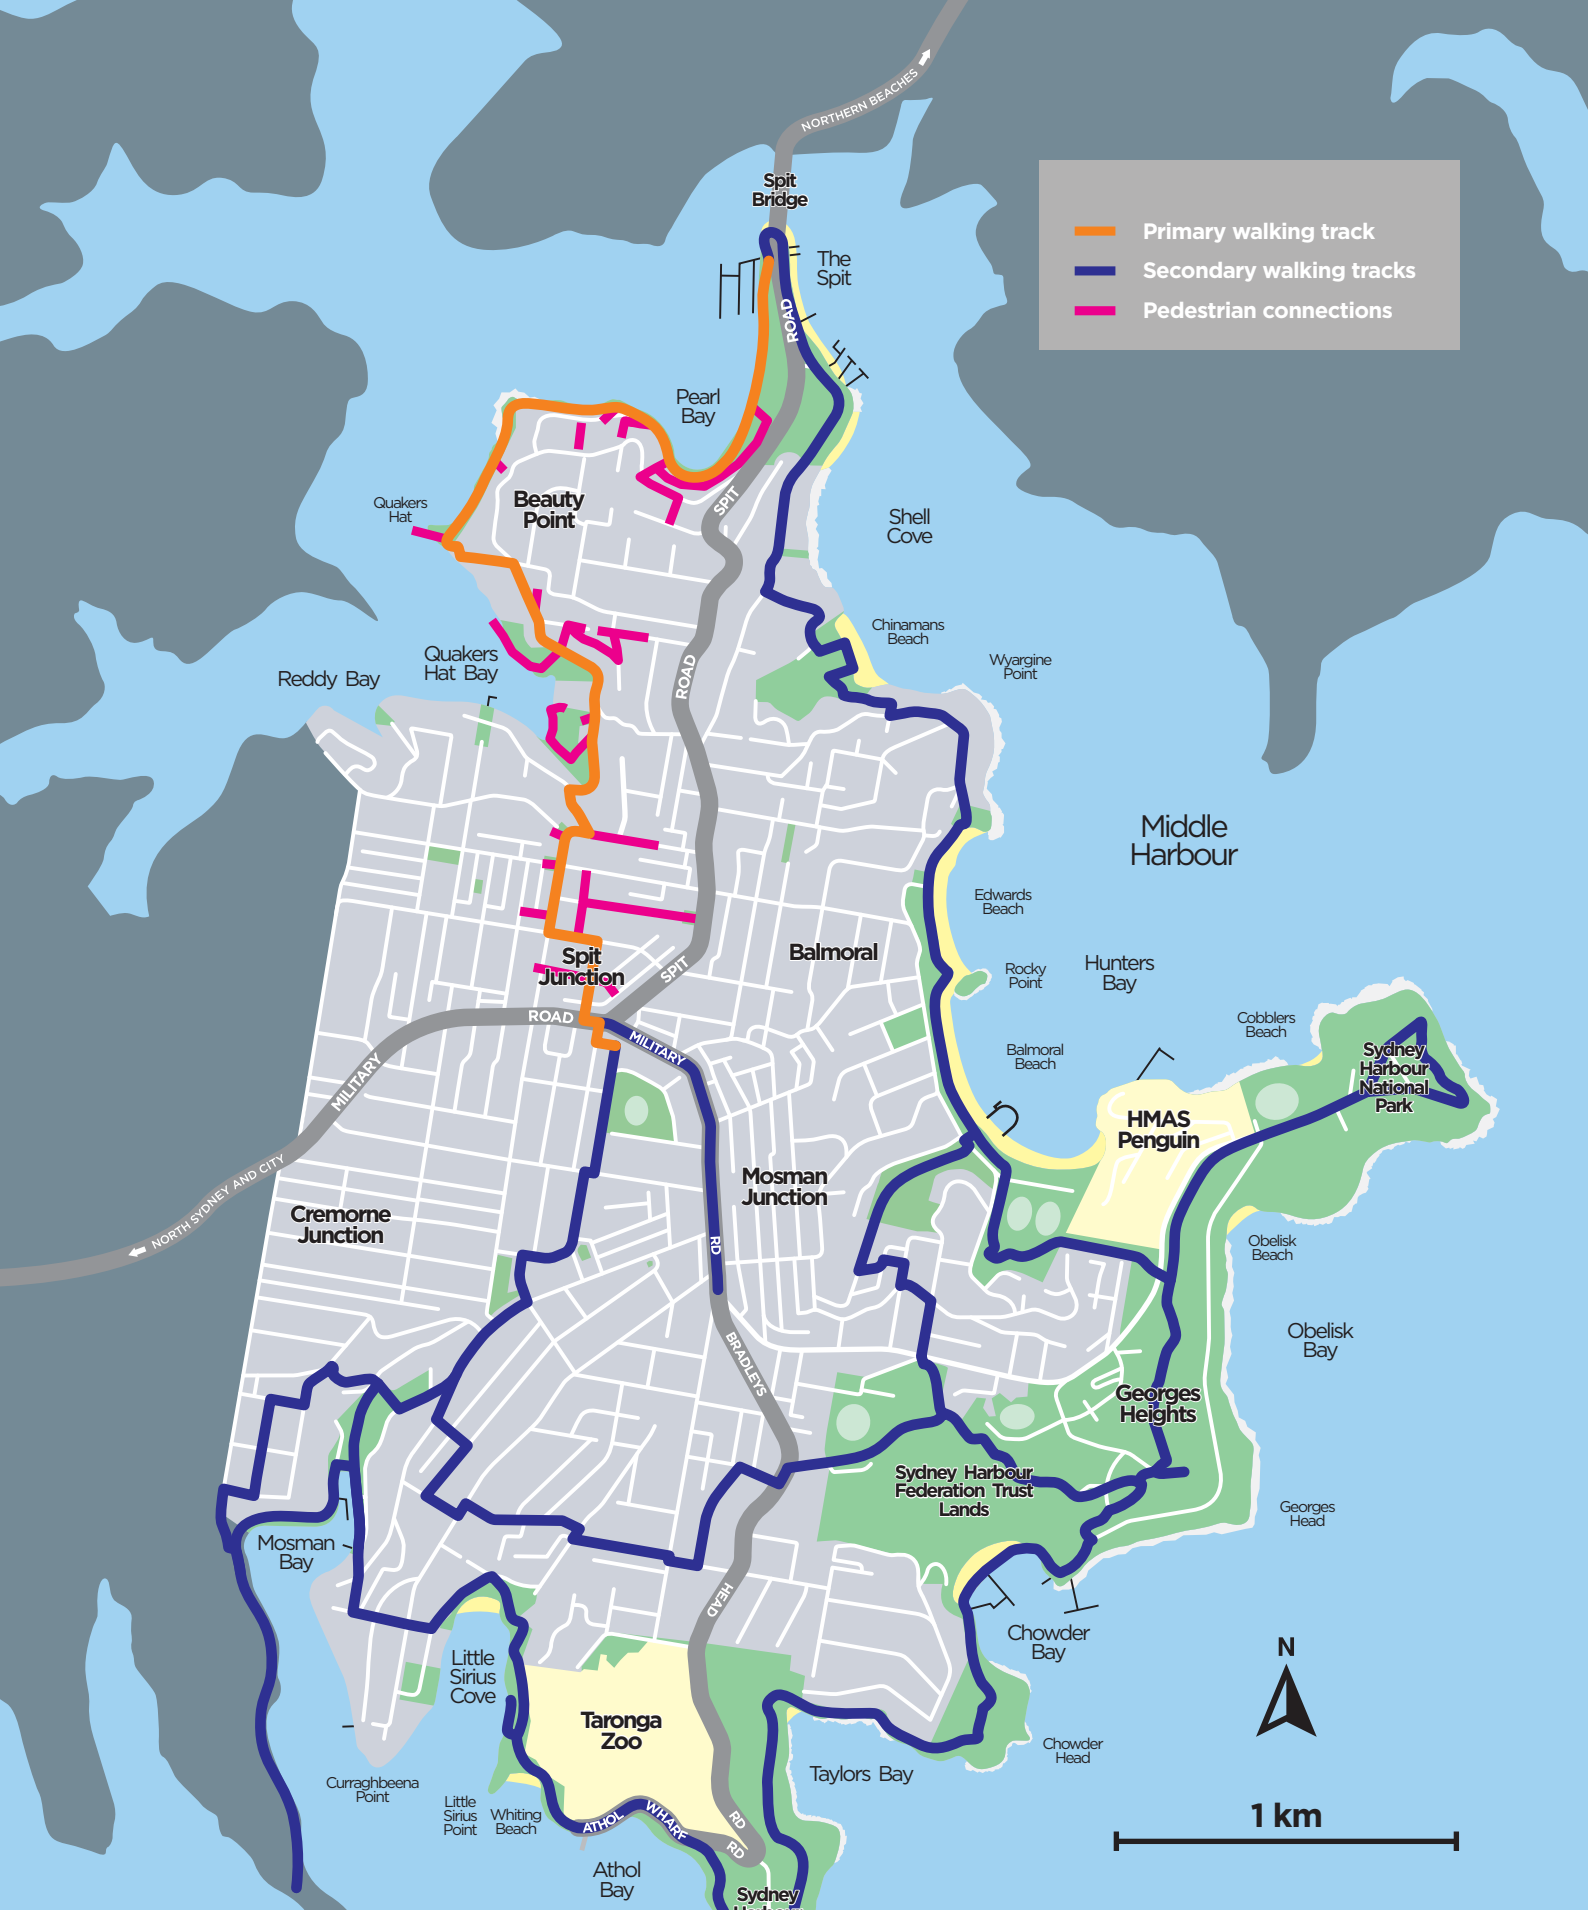 NORTHERN BEACHES
Spit
Bridge
The
Spit
ROAD
Primary walking track
Secondary walking tracks
Pedestrian connections
Pearl
Bay
Quakers
Hat
Beauty
Point
SPIT
Shell
Cove
Chinamans
Beach
Wyargine
Point
Quakers
Hat Bay
Reddy Bay
ROAD
Middle
Harbour
Edwards
Beach
Balmoral
Spit
Junction
SPIT
Rocky
Point
Hunters
Bay
ROAD
MILITARY
MILITARY
Cobblers
Beach
Balmoral
Beach
Sydney
Harbour
National
Park
HMAS
Penguin
NORTH SYDNEY AND CITY
Mosman
Junction
Cremorne
Junction
RD
Obelisk
Beach
Obelisk
Bay
BRADLEYS
Georges
Heights
Sydney Harbour
Federation Trust
Lands
Georges
Head
Mosman
Bay
HEAD
Chowder
Bay
N
Little
Sirius
Cove
Taronga
Zoo
Chowder
Head
Taylors Bay
Curraghbeena
Point
Little
Sirius
Point
Whiting
Beach
ATHOL
WHARF
RD
RD
1 km
Athol
Bay
Sydney